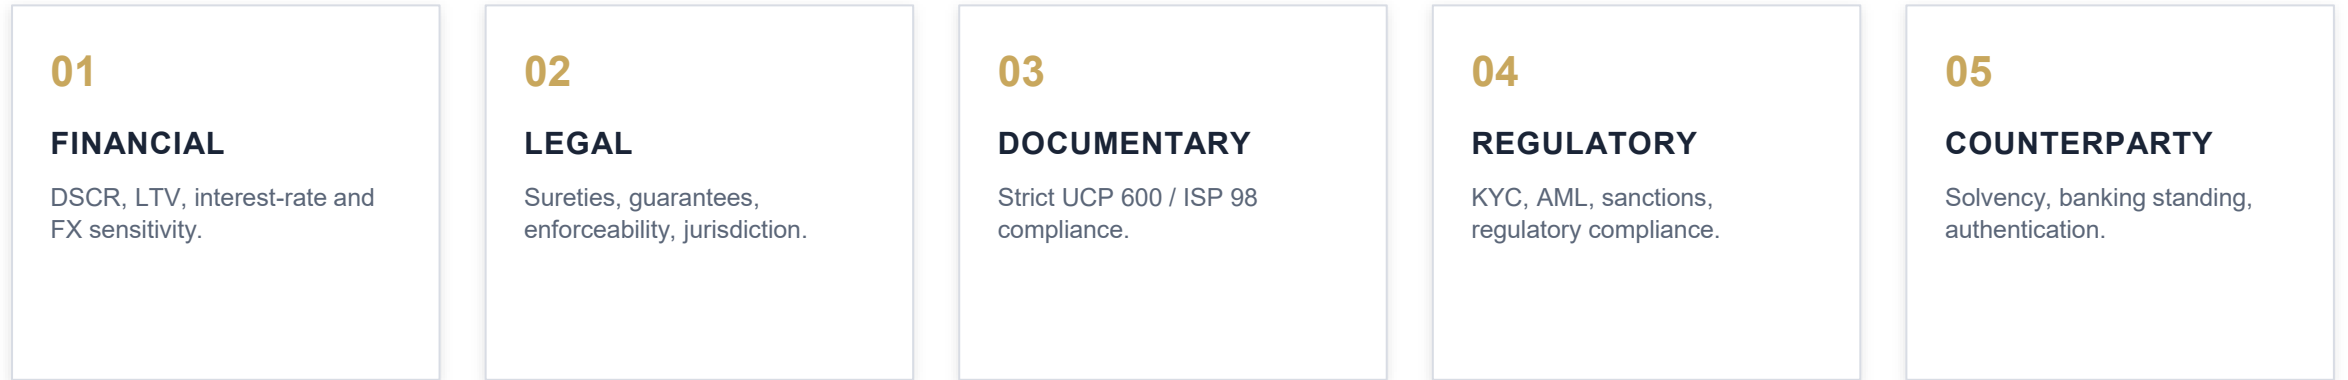 01
FINANCIAL
DSCR, LTV, interest-rate and
FX sensitivity.
02
LEGAL
Sureties, guarantees,
enforceability, jurisdiction.
03
DOCUMENTARY
Strict UCP 600 / ISP 98
compliance.
04
REGULATORY
KYC, AML, sanctions,
regulatory compliance.
05
COUNTERPARTY
Solvency, banking standing,
authentication.